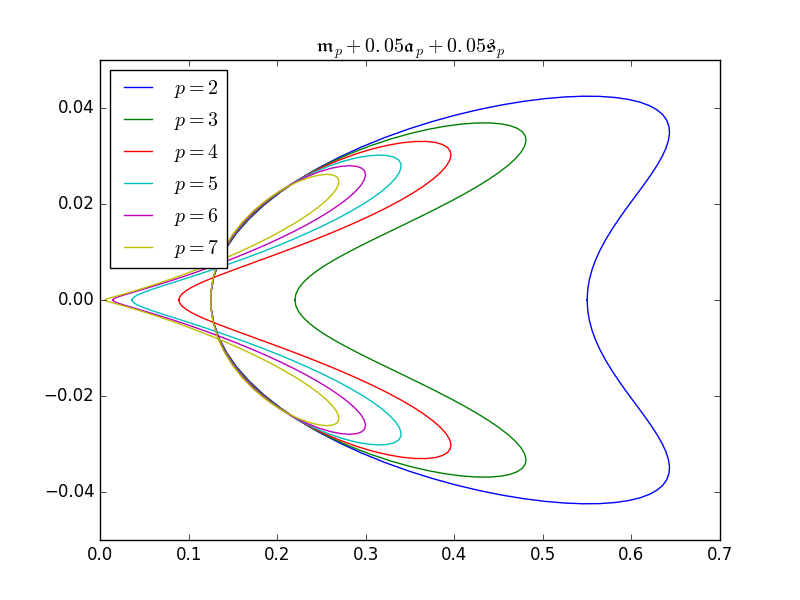 𝔪_p + 0.05𝔞_p + 0.05𝔰̂_p
p = 2
p = 3
p = 4
p = 5
p = 6
p = 7
0.04
0.02
0.00
−0.02
−0.04
0.0 0.1 0.2 0.3 0.4 0.5 0.6 0.7